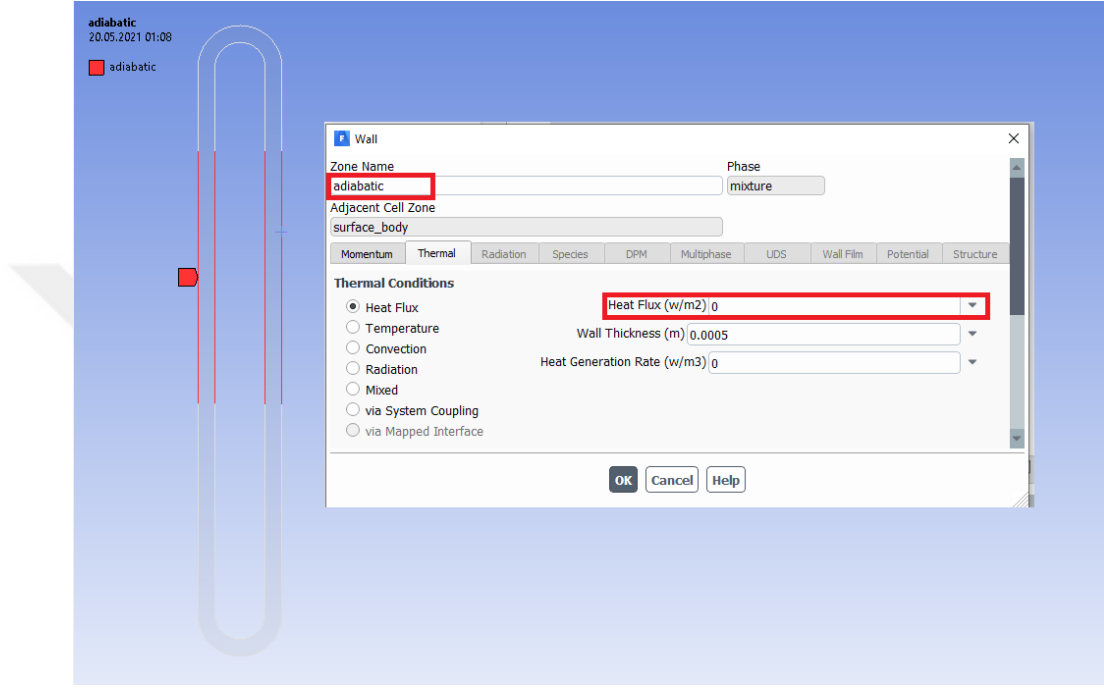 adiabatic
20.05.2021 01:08
adiabatic
Wall
Zone Name
Phase
adiabatic
mixture
Adjacent Cell Zone
surface_body
Momentum Thermal Radiation Species DPM Multiphase UDS Wall Film Potential Structure
Thermal Conditions
Heat Flux
Temperature
Convection
Radiation
Mixed
via System Coupling
via Mapped Interface
Heat Flux (w/m2) 0
Wall Thickness (m) 0.0005
Heat Generation Rate (w/m3) 0
OK Cancel Help